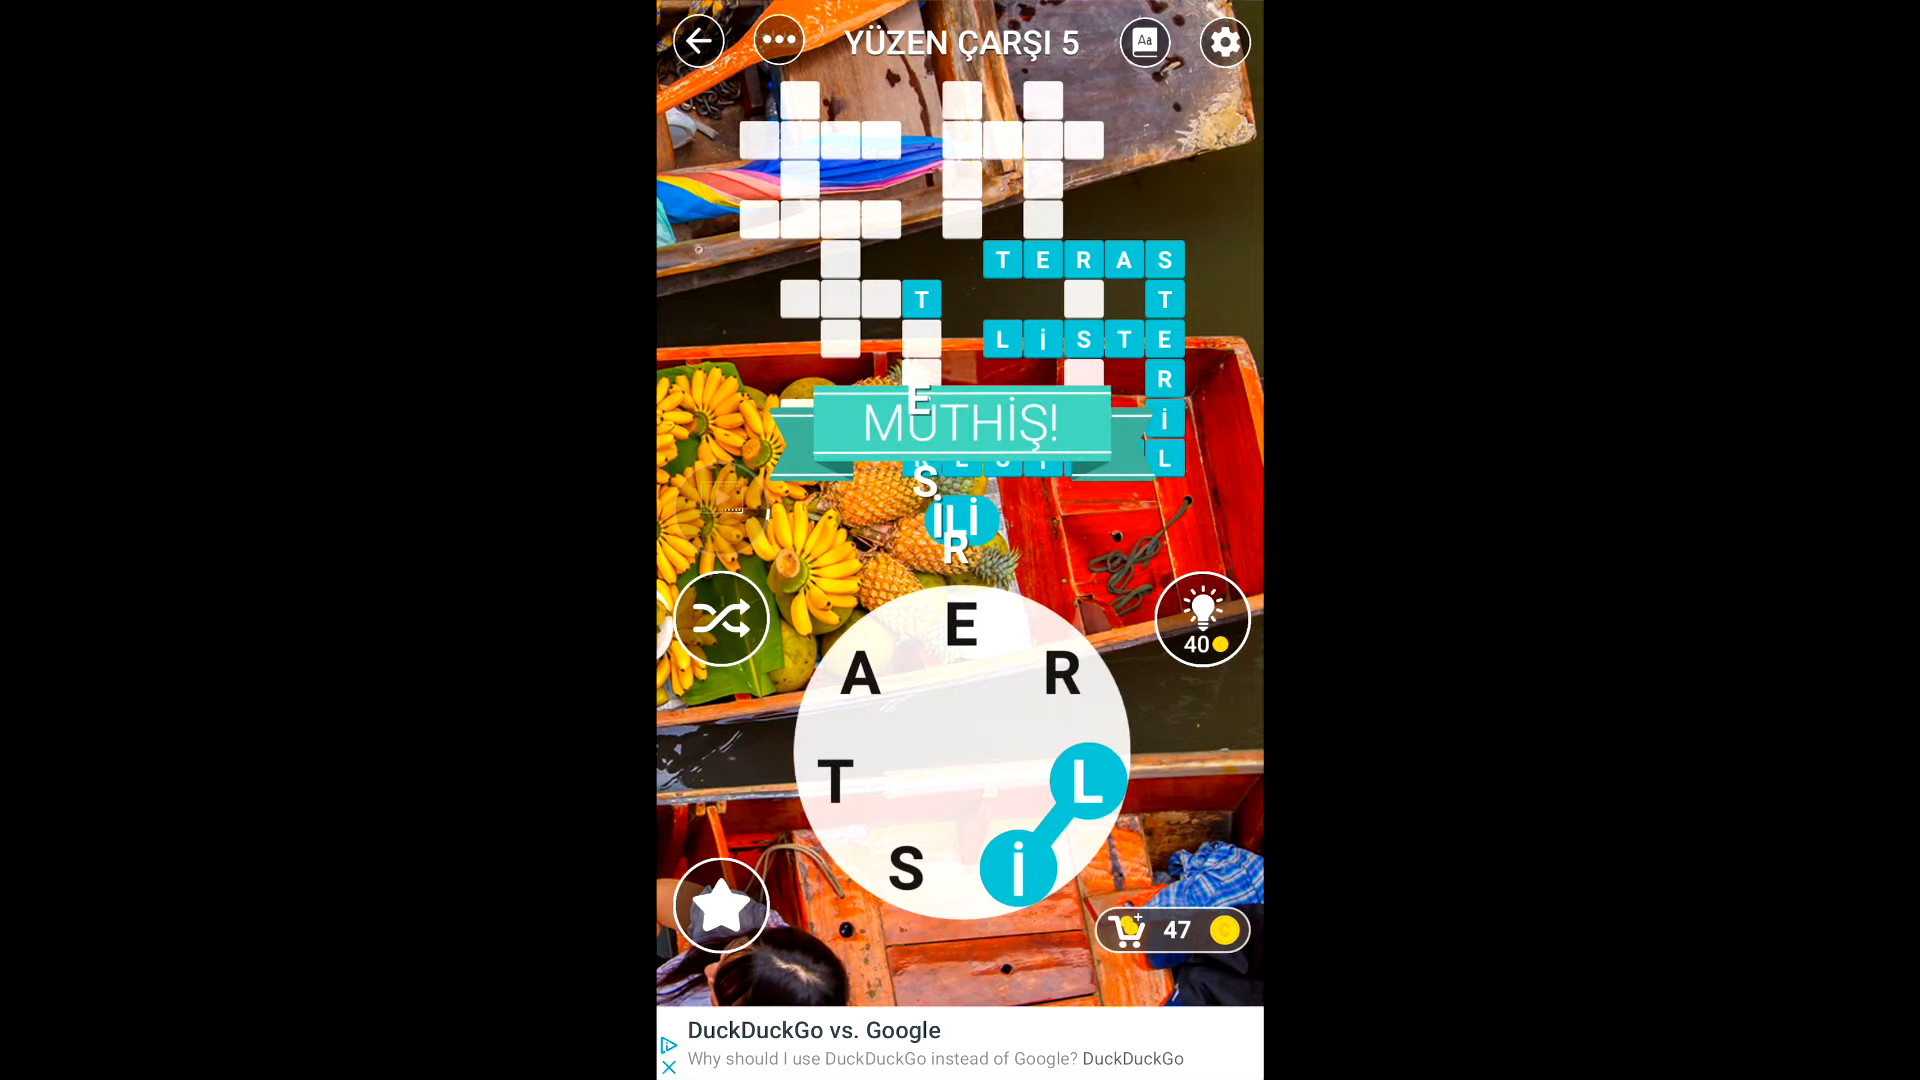 YÜZEN ÇARŞI 5
Aa
TERAS
T
T
LİSTE
R
E
MÜTHİŞ!
İ
L
S
İLİ
R
E
A
R
40
T
L
S
İ
47
DuckDuckGo vs. Google
Why should I use DuckDuckGo instead of Google? DuckDuckGo